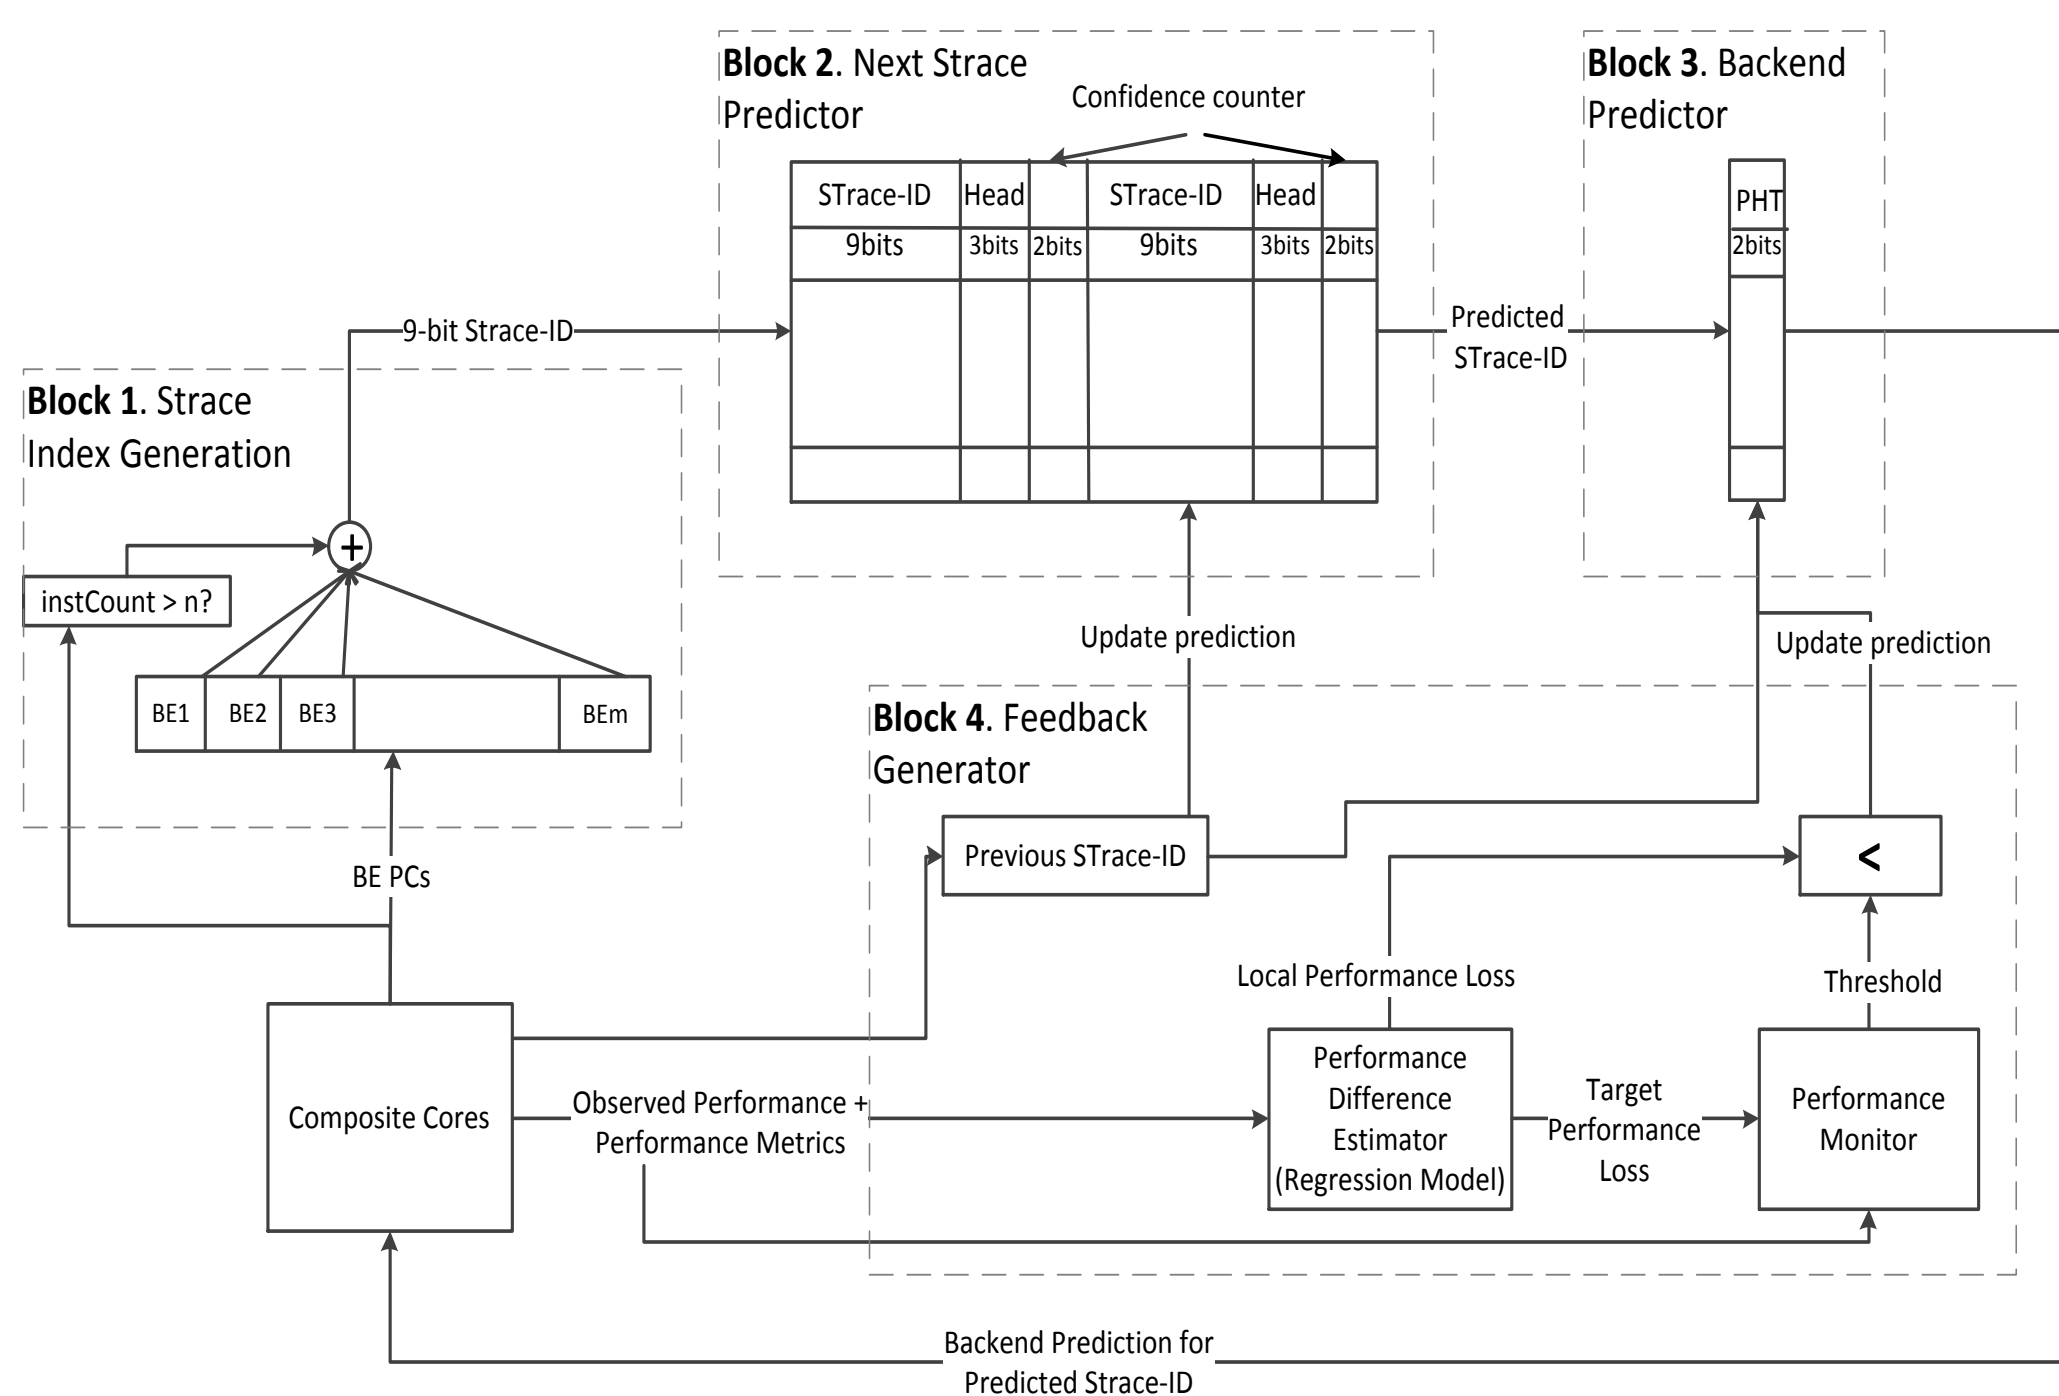 Block 2. Next Strace
Predictor
Confidence counter
STrace-ID Head STrace-ID Head
9bits 3bits 2bits 9bits 3bits 2bits
Block 3. Backend
Predictor
PHT
2bits
9-bit Strace-ID
Predicted
STrace-ID
Block 1. Strace
Index Generation
+
instCount > n?
BE1 BE2 BE3 BEm
BE PCs
Update prediction
Update prediction
Block 4. Feedback
Generator
Previous STrace-ID
<
Local Performance Loss
Threshold
Composite Cores
Observed Performance +
Performance Metrics
Performance
Difference
Estimator
(Regression Model)
Target
Performance
Loss
Performance
Monitor
Backend Prediction for
Predicted Strace-ID